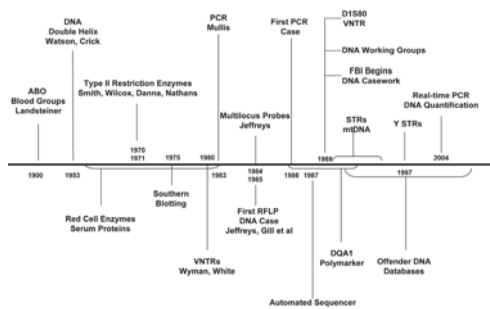 DNA
Double Helix
Watson, Crick
PCR
Mullis
First PCR
Case
D1S80
VNTR
DNA Working Groups
FBI Begins
DNA Casework
ABO
Blood Groups
Landsteiner
Type II Restriction Enzymes
Smith, Wilcox, Danna, Nathans
Multilocus Probes
Jeffreys
STRs
mtDNA
Y STRs
Real-time PCR
DNA Quantification
1970
1971
1975
1980
1988
2004
1900
1953
1983
1984
1985
1986
1987
1997
Red Cell Enzymes
Serum Proteins
Southern
Blotting
First RFLP
DNA Case
Jeffreys, Gill et al
VNTRs
Wyman, White
DQA1
Polymarker
Offender DNA
Databases
Automated Sequencer